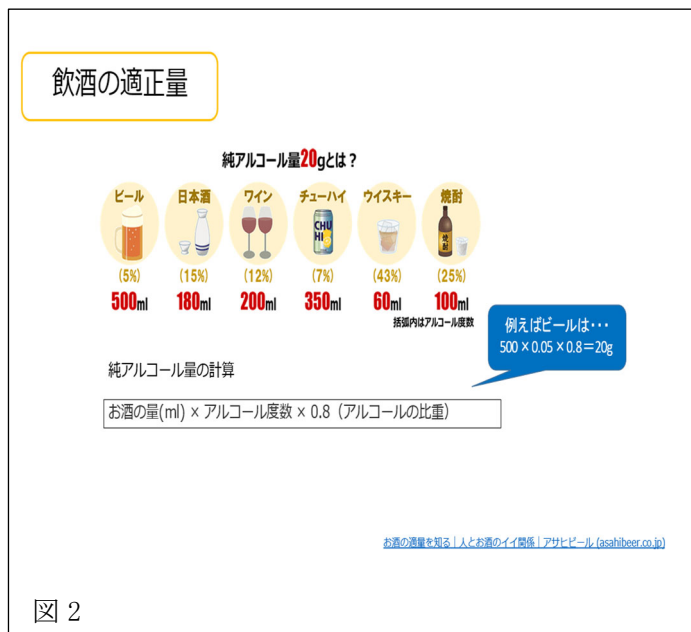 飲酒の適正量
純アルコール量20gとは？
ビール 日本酒 ワイン チューハイ ウイスキー 焼酎
CHU
HI
焼酎
(5%) (15%) (12%) (7%) (43%) (25%)
500ml 180ml 200ml 350ml 60ml 100ml
括弧内はアルコール度数
例えばビールは・・・
500×0.05×0.8＝20g
純アルコール量の計算
お酒の量(ml) × アルコール度数 × 0.8（アルコールの比重）
お酒の適量を知る｜人とお酒のイイ関係｜アサヒビール (asahibeer.co.jp)
図 2